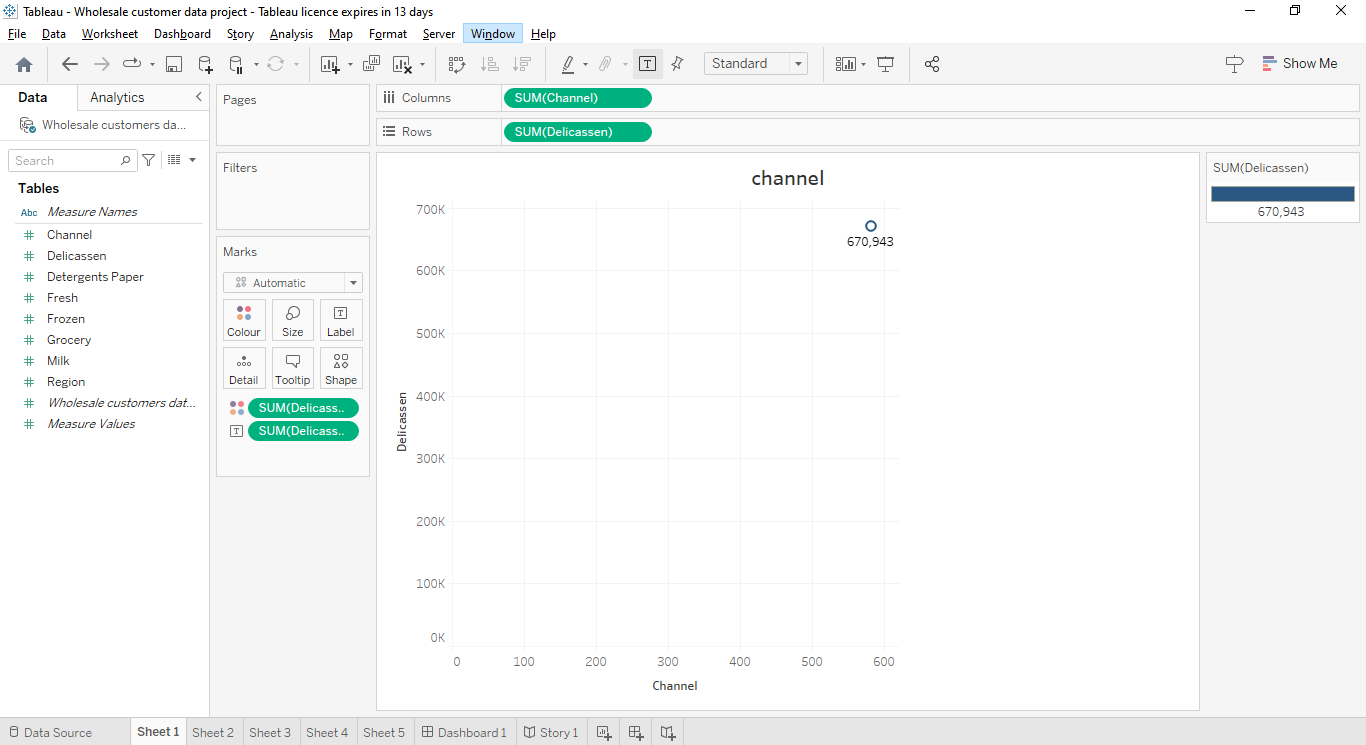 Tableau - Wholesale customer data project - Tableau licence expires in 13 days
File Data Worksheet Dashboard Story Analysis Map Format Server Window Help
Standard
Show Me
Data Analytics
Wholesale customers da...
Search
Tables
Abc Measure Names
Channel
Delicassen
Detergents Paper
Fresh
Frozen
Grocery
Milk
Region
Wholesale customers dat...
Measure Values
Pages
Filters
Marks
Automatic
Colour Size T Label
Detail Tooltip Shape
SUM(Delicass..
T SUM(Delicass..
Columns SUM(Channel)
Rows SUM(Delicassen)
channel
700K
600K
500K
400K
300K
200K
100K
0K
Delicassen
670,943
0 100 200 300 400 500 600
Channel
SUM(Delicassen)
670,943
Data Source Sheet 1 Sheet 2 Sheet 3 Sheet 4 Sheet 5 Dashboard 1 Story 1